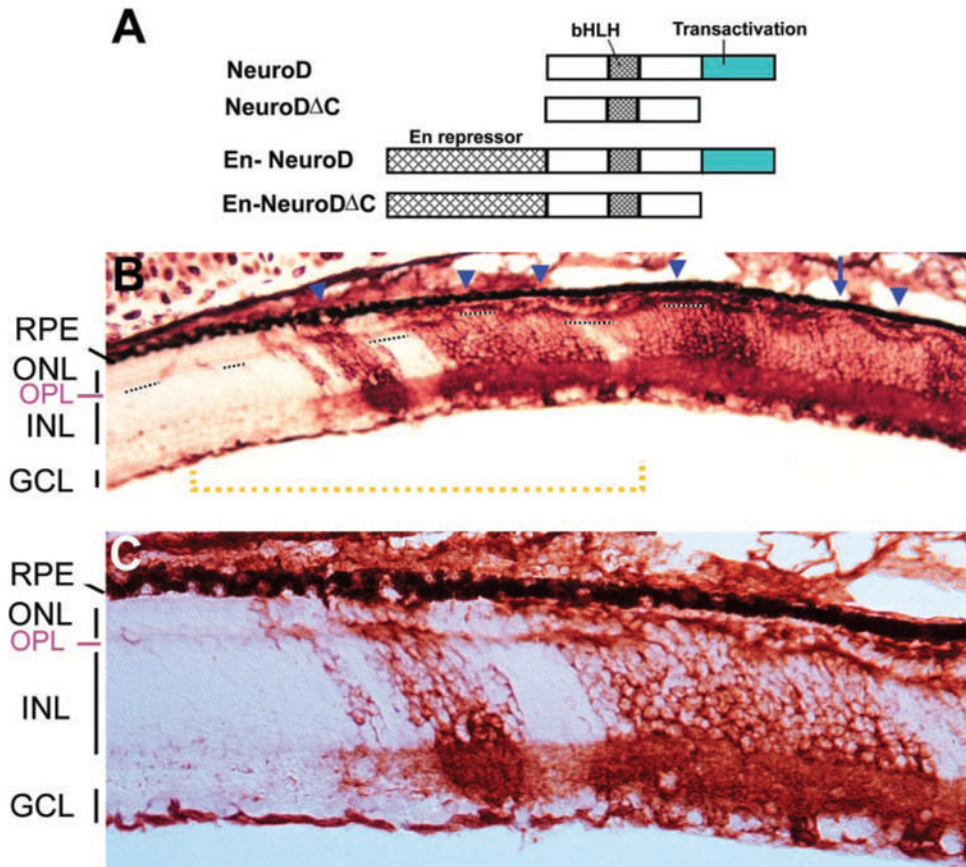 A
bHLH
Transactivation
NeuroD
NeuroDΔC
En repressor
En- NeuroD
En-NeuroDΔC
B
RPE
ONL
OPL
INL
GCL
C
RPE
ONL
OPL
INL
GCL